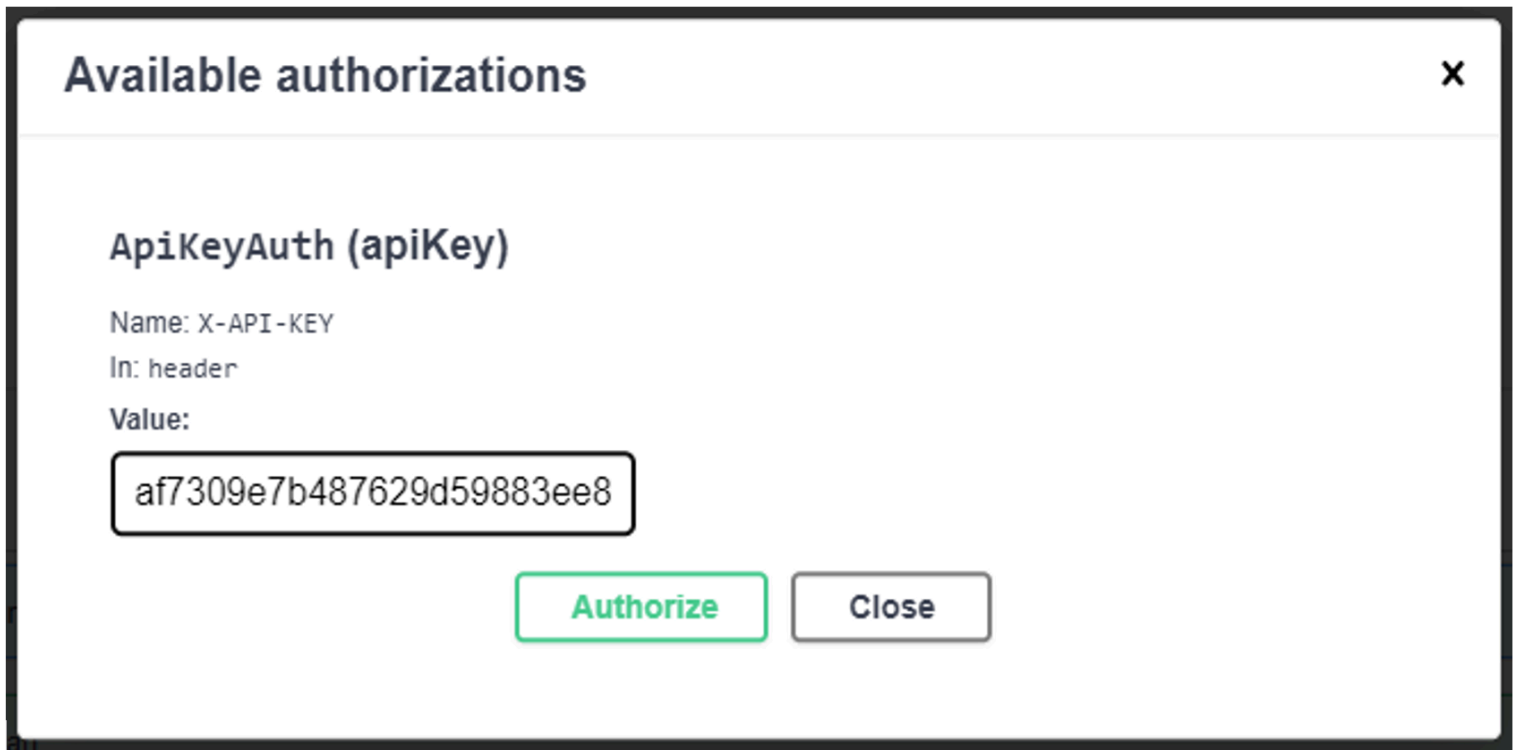 Available authorizations
ApiKeyAuth (apiKey)
Name: X-API-KEY
In: header
Value:
af7309e7b487629d59883ee8
Authorize
Close